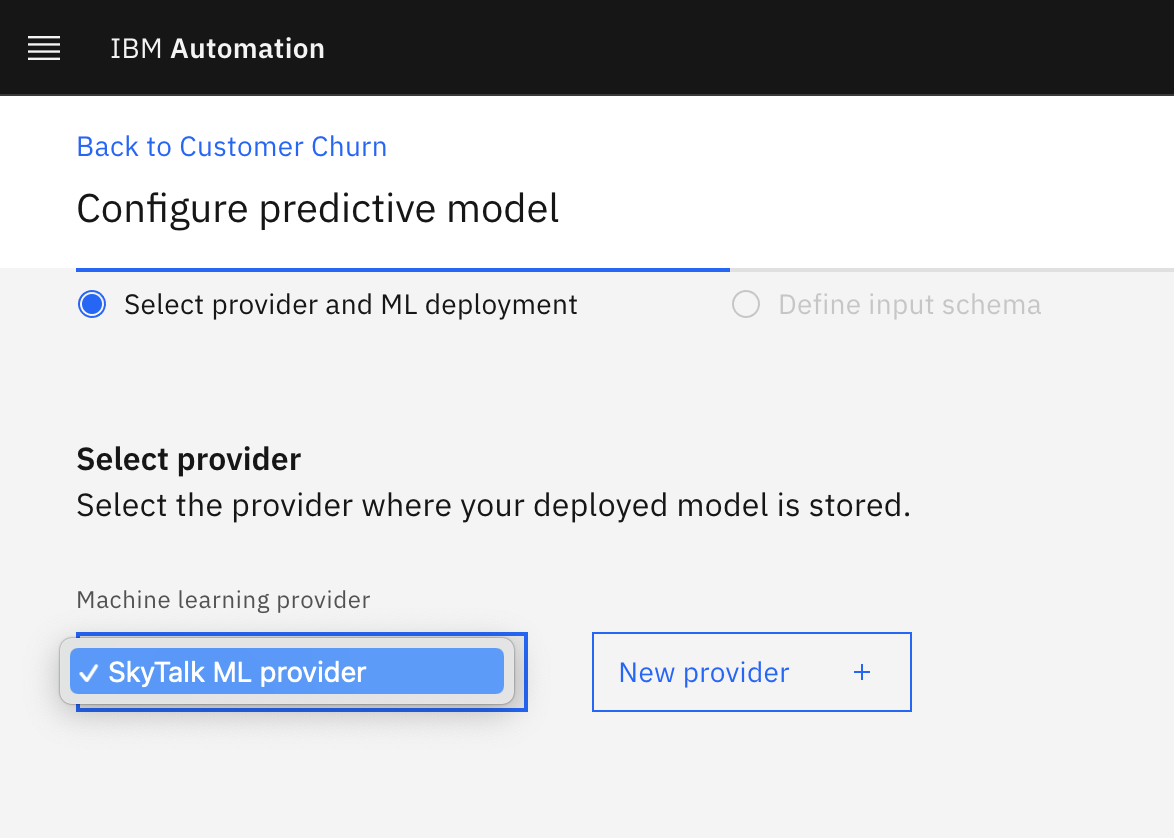 IBM Automation
Back to Customer Churn
Configure predictive model
Select provider and ML deployment
Define input schema
Select provider
Select the provider where your deployed model is stored.
Machine learning provider
✓ SkyTalk ML provider
New provider +